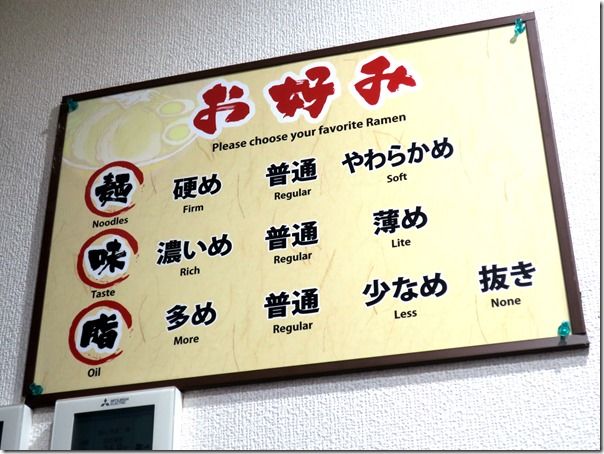 お好み
Please choose your favorite Ramen
麺 硬め 普通 やわらかめ
Noodles Firm Regular Soft
味 濃いめ 普通 薄め
Taste Rich Regular Lite
脂 多め 普通 少なめ 抜き
Oil More Regular Less None
MITSUBISHI
ELECTRIC